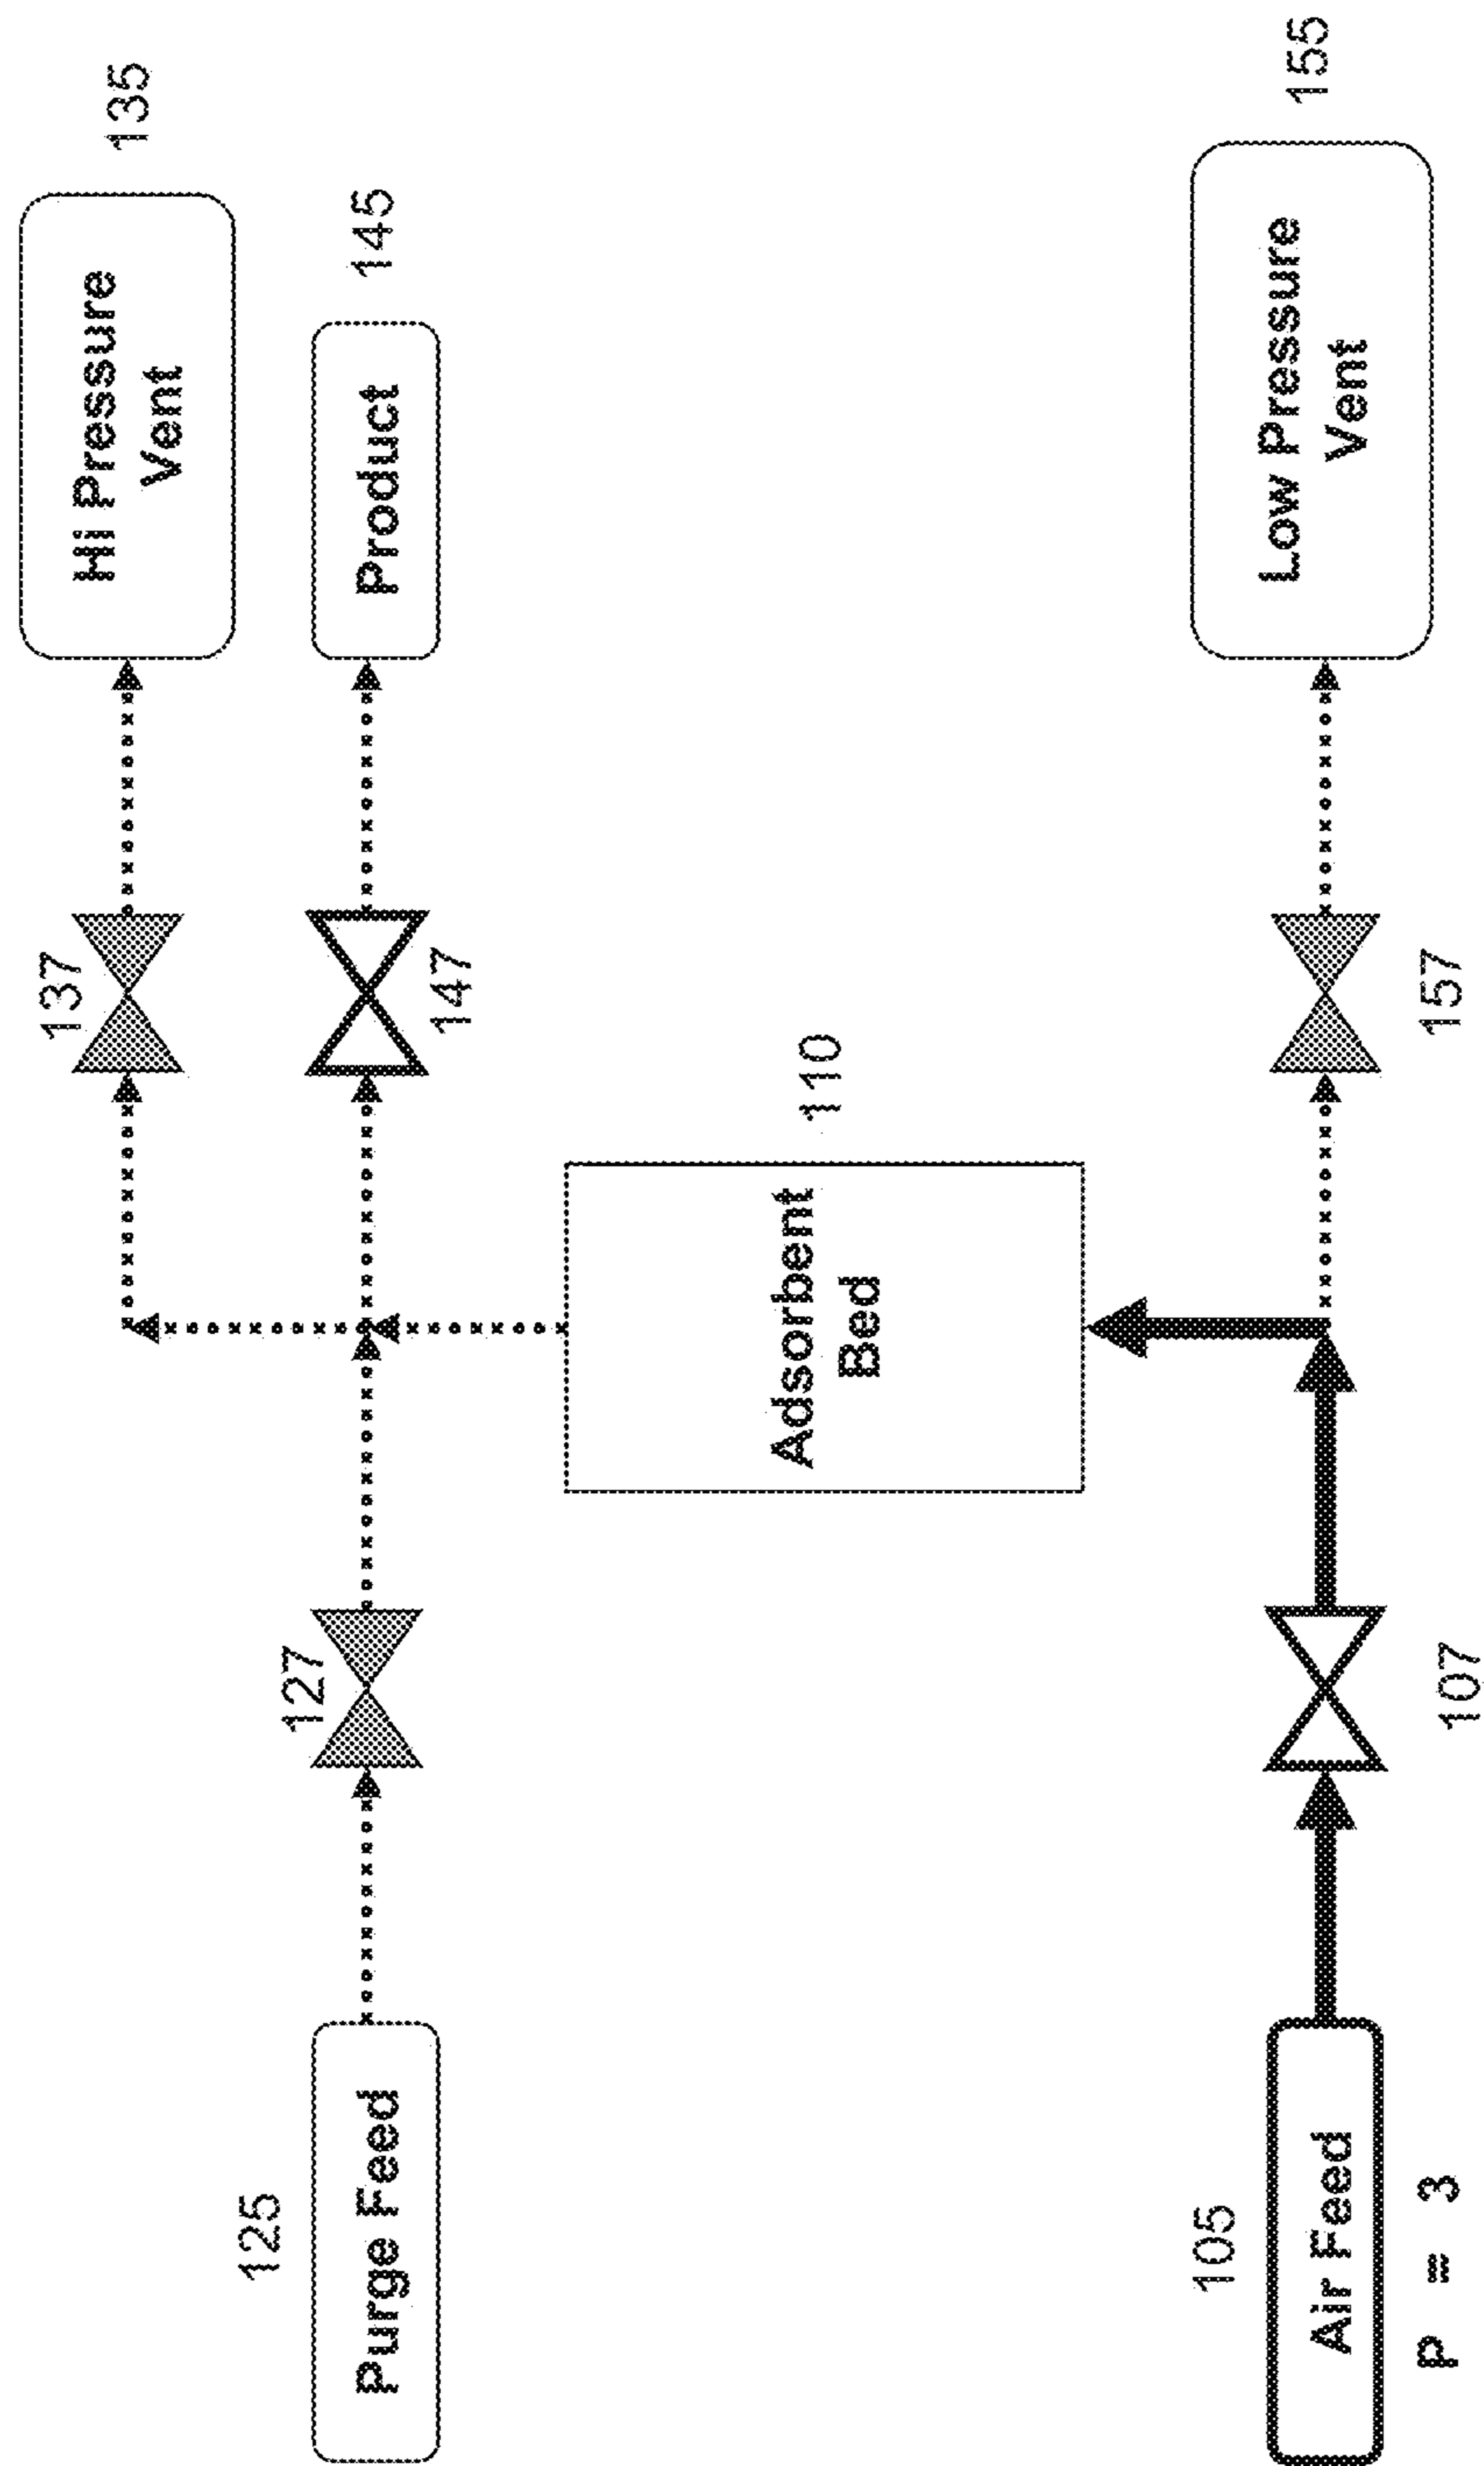 135
Hi Pressure
Vent
137
145
Product
147
127
125
Purge Feed
110
Adsorbent
Bed
155
Low Pressure
Vent
157
107
105
Air Feed
P = 3